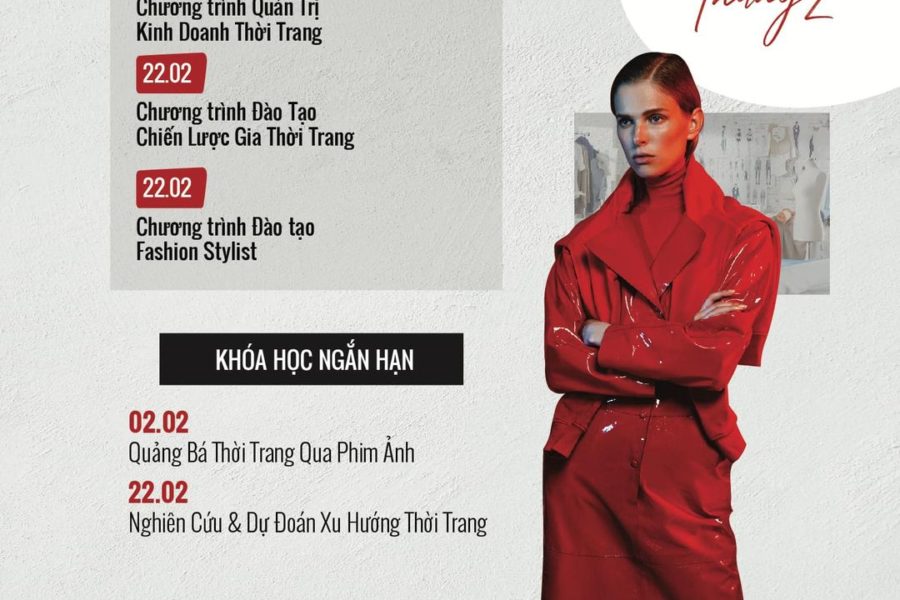 Chương trình Quản Trị
Kinh Doanh Thời Trang
22.02
Chương trình Đào Tạo
Chiến Lược Gia Thời Trang
22.02
Chương trình Đào tạo
Fashion Stylist
Tháng 2
KHÓA HỌC NGẮN HẠN
02.02
Quảng Bá Thời Trang Qua Phim Ảnh
22.02
Nghiên Cứu & Dự Đoán Xu Hướng Thời Trang